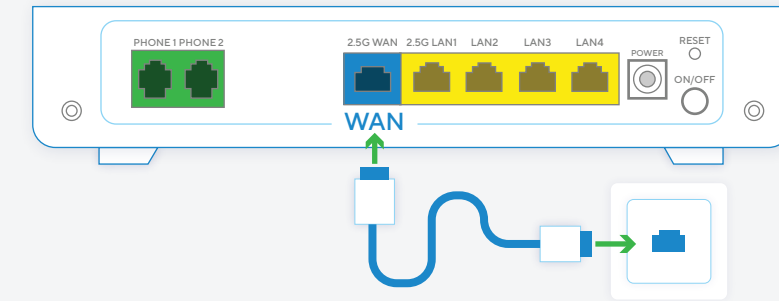 PHONE 1 PHONE 2 2.5G WAN 2.5G LAN1 LAN2 LAN3 LAN4 RESET
POWER
ON/OFF
WAN